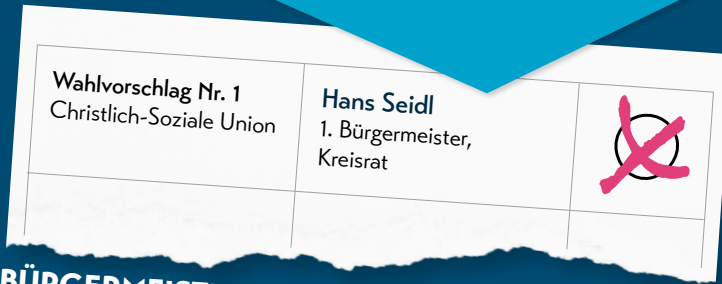 Wahlvorschlag Nr. 1
Christlich-Soziale Union
Hans Seidl
1. Bürgermeister,
Kreisrat